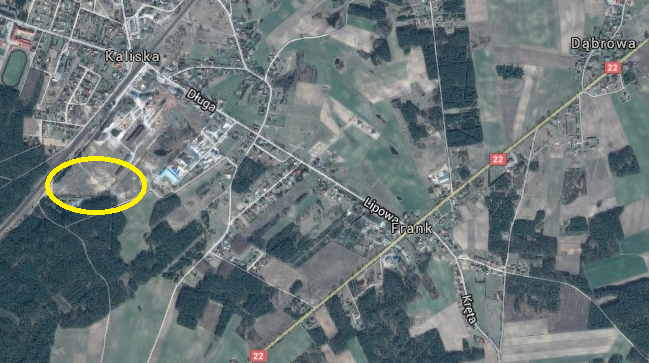 Kaliska
Dąbrowa
22
Długa
22
Lipowa
Frank
Kręta
22